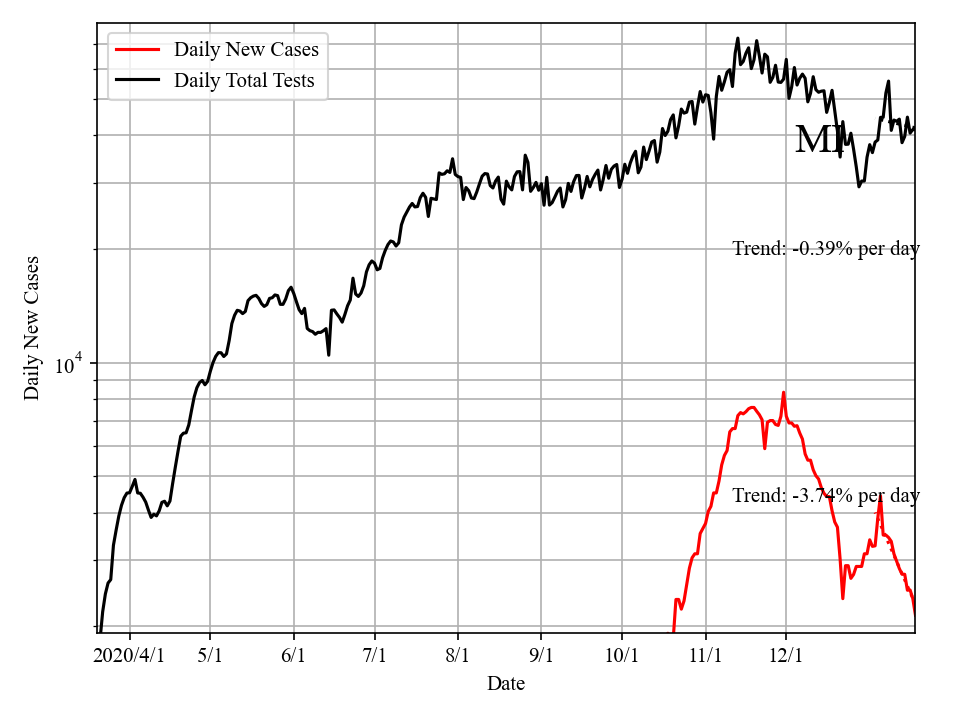 Daily New Cases
Daily Total Tests
MI
Trend: -0.39% per day
Trend: -3.74% per day
Daily New Cases
10^4
2020/4/1 5/1 6/1 7/1 8/1 9/1 10/1 11/1 12/1
Date